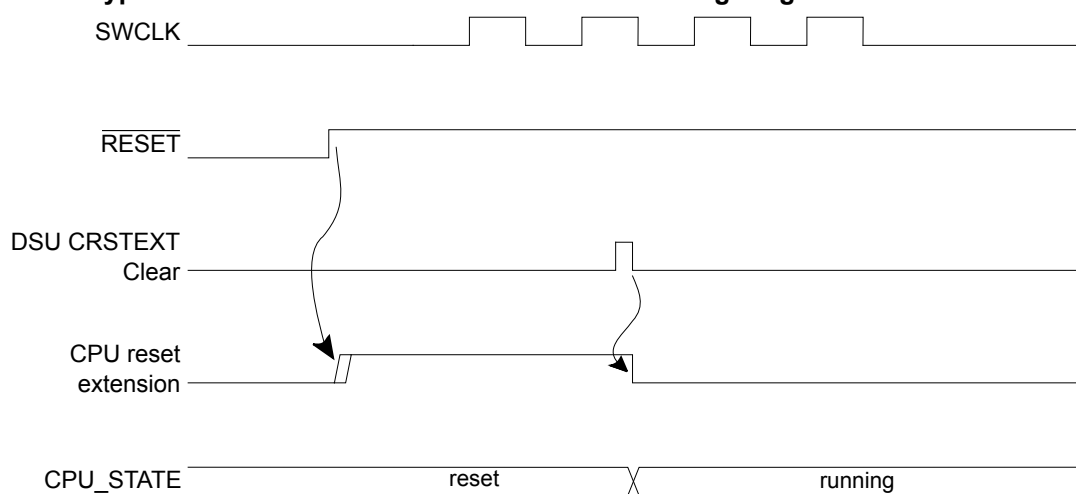 SWCLK
RESET
DSU CRSTEXT
Clear
CPU reset
extension
CPU_STATE reset running